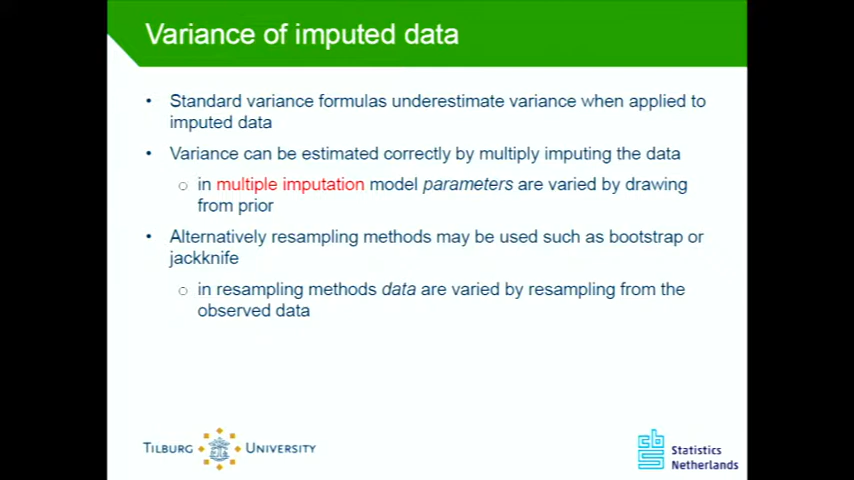 Variance of imputed data
• Standard variance formulas underestimate variance when applied to
imputed data
• Variance can be estimated correctly by multiply imputing the data
○ in multiple imputation model parameters are varied by drawing
from prior
• Alternatively resampling methods may be used such as bootstrap or
jackknife
○ in resampling methods data are varied by resampling from the
observed data
TILBURG UNIVERSITY
Statistics
Netherlands